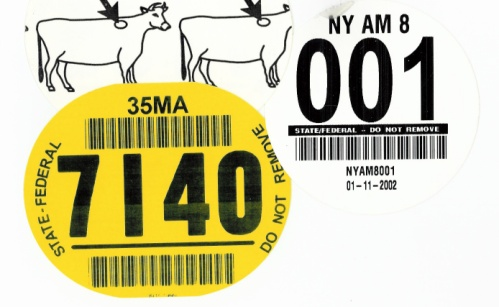 NY AM 8
001
STATE/FEDERAL - DO NOT REMOVE
NYAM8001
01-11-2002
35MA
STATE-FEDERAL
7140
DO NOT REMOVE